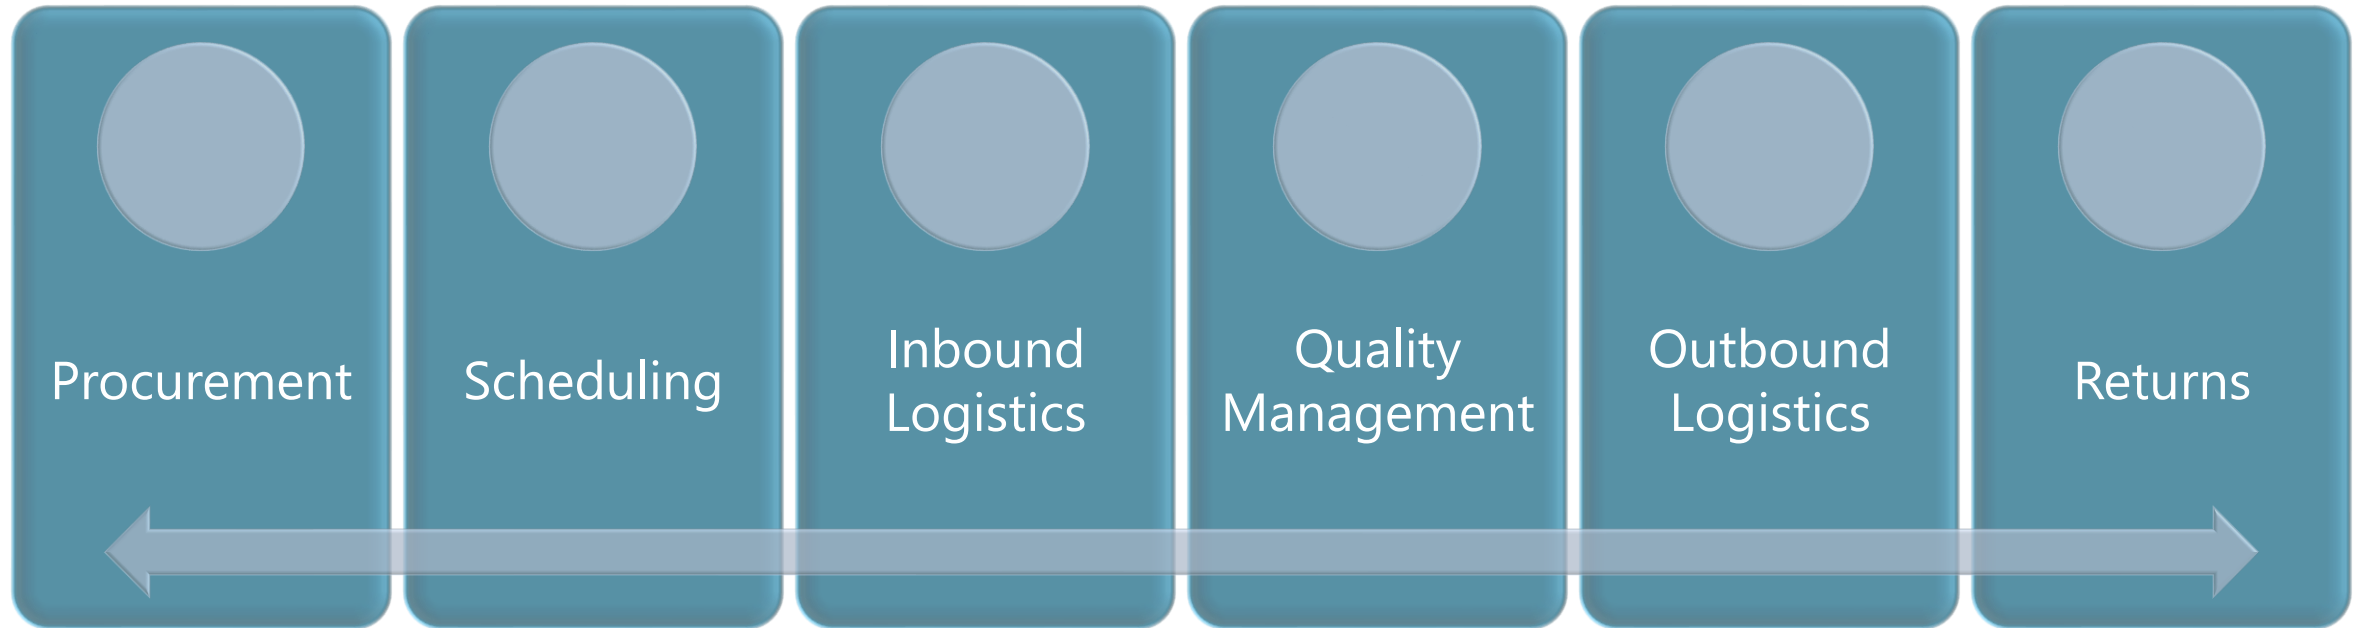 Procurement
Scheduling
Inbound
Logistics
Quality
Management
Outbound
Logistics
Returns